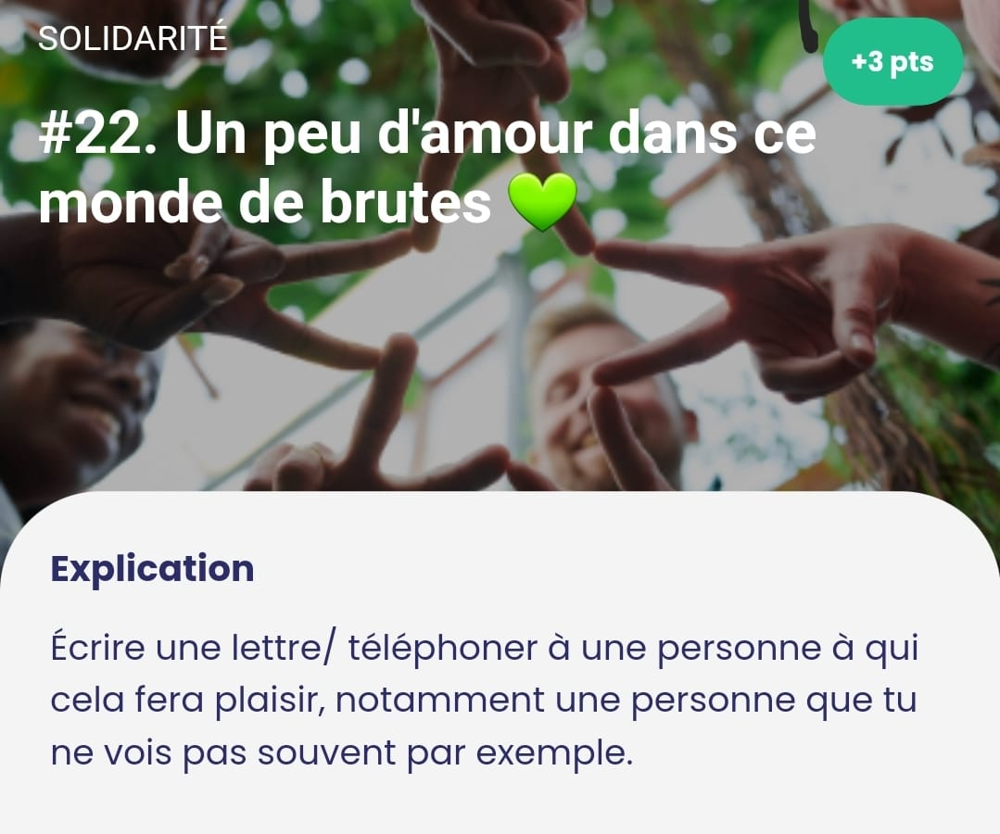 SOLIDARITÉ
+3 pts
#22. Un peu d'amour dans ce
monde de brutes 💚
Explication
Écrire une lettre/ téléphoner à une personne à qui
cela fera plaisir, notamment une personne que tu
ne vois pas souvent par exemple.